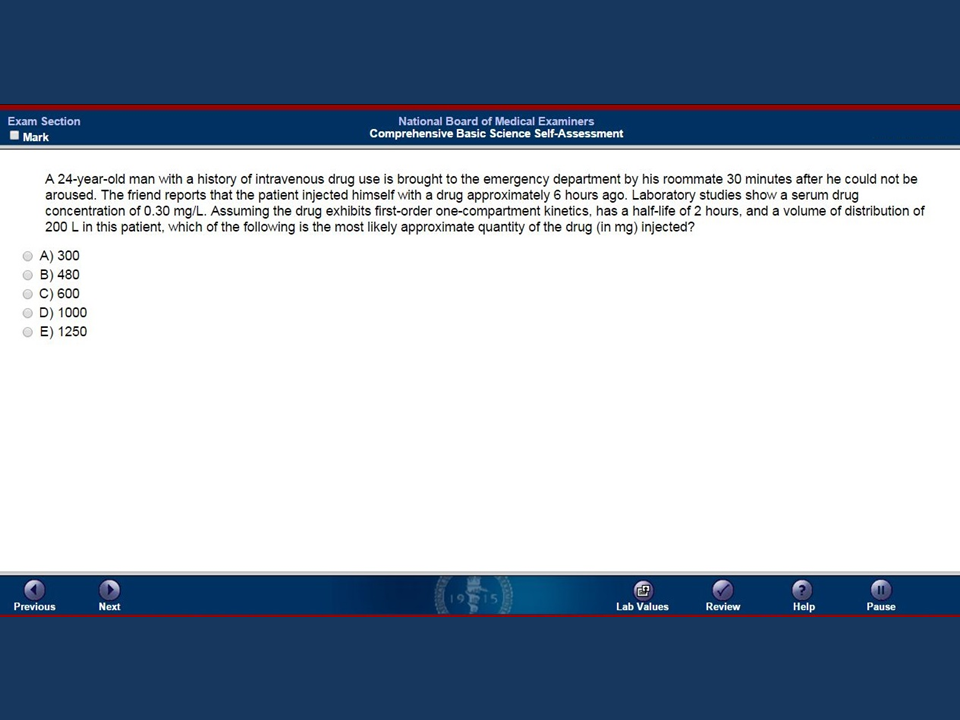 Exam Section
Mark
National Board of Medical Examiners
Comprehensive Basic Science Self-Assessment
A 24-year-old man with a history of intravenous drug use is brought to the emergency department by his roommate 30 minutes after he could not be
aroused. The friend reports that the patient injected himself with a drug approximately 6 hours ago. Laboratory studies show a serum drug
concentration of 0.30 mg/L. Assuming the drug exhibits first-order one-compartment kinetics, has a half-life of 2 hours, and a volume of distribution of
200 L in this patient, which of the following is the most likely approximate quantity of the drug (in mg) injected?
A) 300
B) 480
C) 600
D) 1000
E) 1250
1915
Previous
Next
Lab Values
Review
Help
Pause